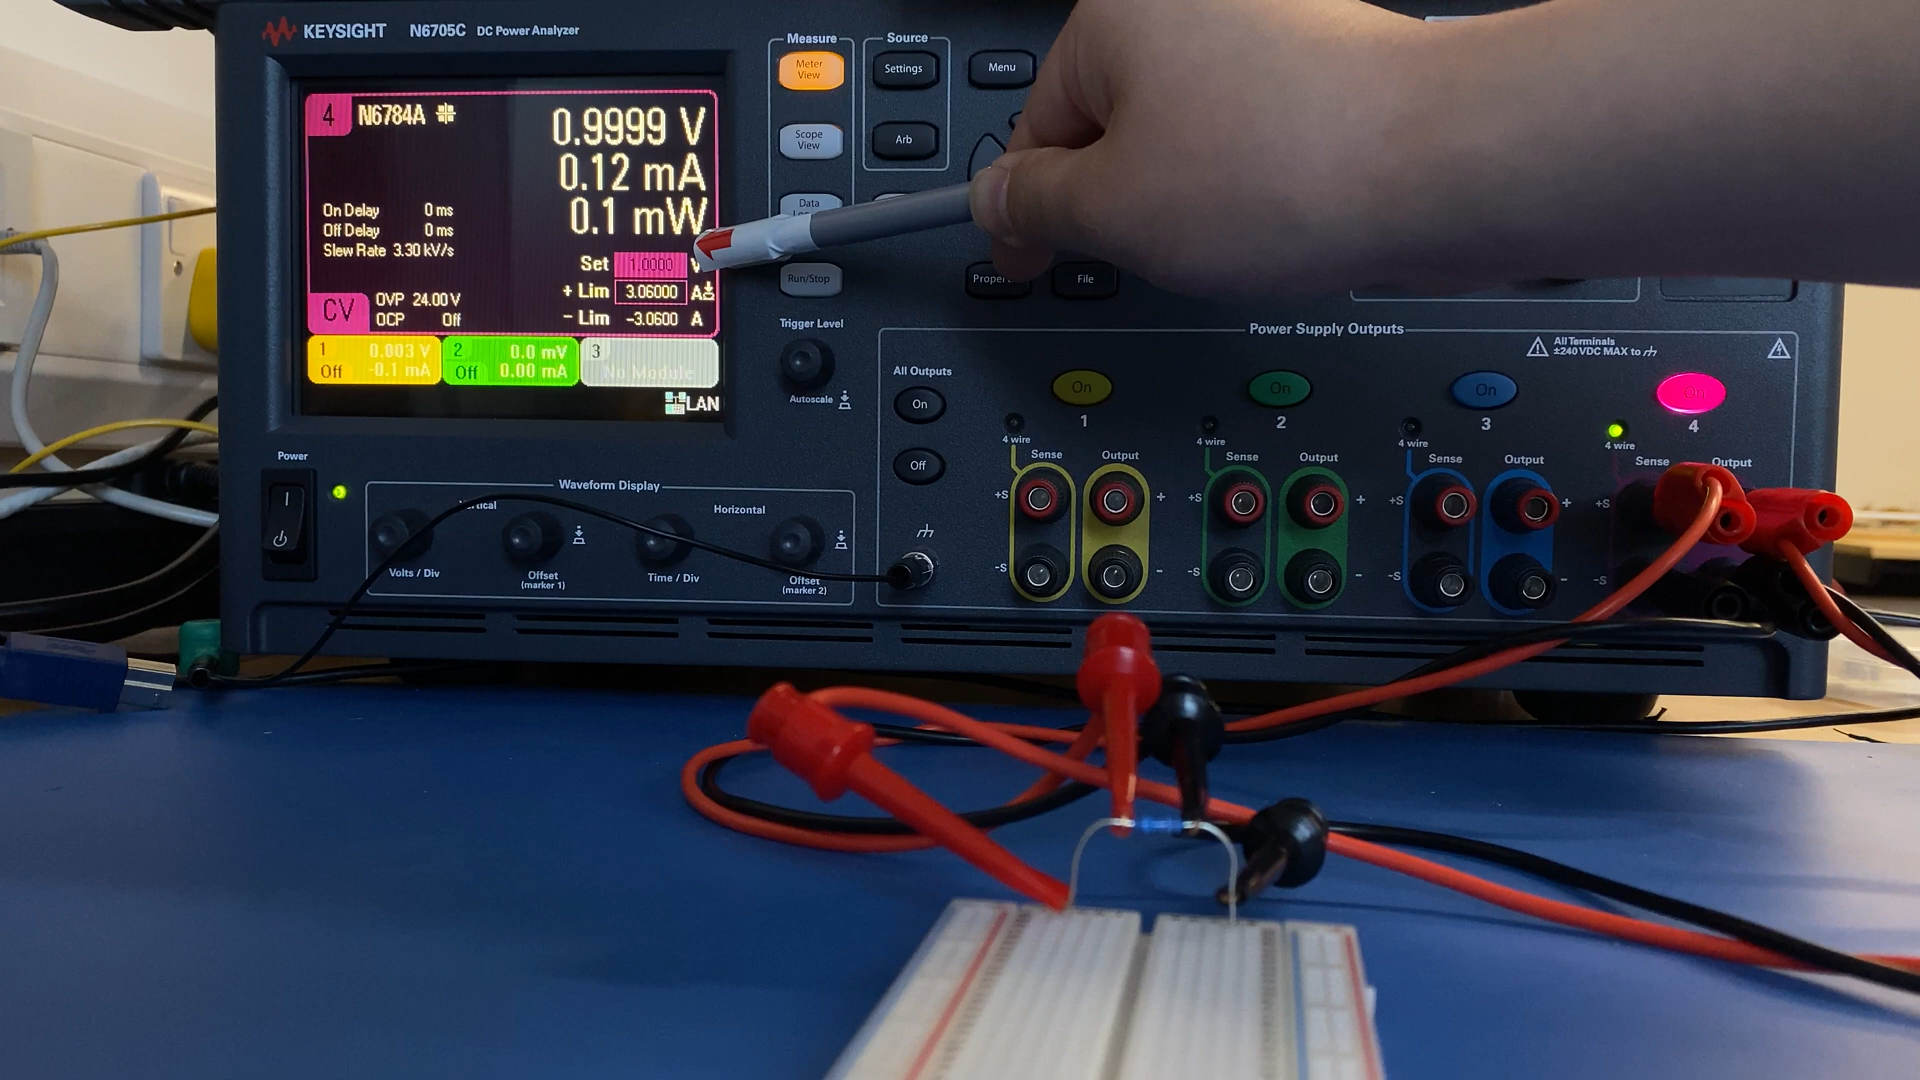 KEYSIGHT N6705C DC Power Analyzer
4 N6784A
0.9999 V
0.12 mA
0.1 mW
On Delay 0 ms
Off Delay 0 ms
Slew Rate 3.30 kV/s
Set 1.0000 V
+ Lim 3.06000 A
− Lim −3.0600 A
CV
OVP 24.00 V
OCP Off
1 0.003 V
Off -0.1 mA
2 0.0 mV
Off 0.00 mA
3
No Module
LAN
Measure
Meter
View
Scope
View
Data
Run/Stop
Trigger Level
Autoscale
Source
Settings
Arb
Menu
File
Power
Waveform Display
Horizontal
Volts / Div
Offset
(marker 1)
Time / Div
Offset
(marker 2)
Power Supply Outputs
All Terminals
±240 VDC MAX to
All Outputs
On
Off
On
1
4 wire
Sense Output
+S +
-S -
On
2
4 wire
Sense Output
+S +
-S -
On
3
4 wire
Sense Output
+S +
-S -
On
4
4 wire
Sense Output
+S
-S